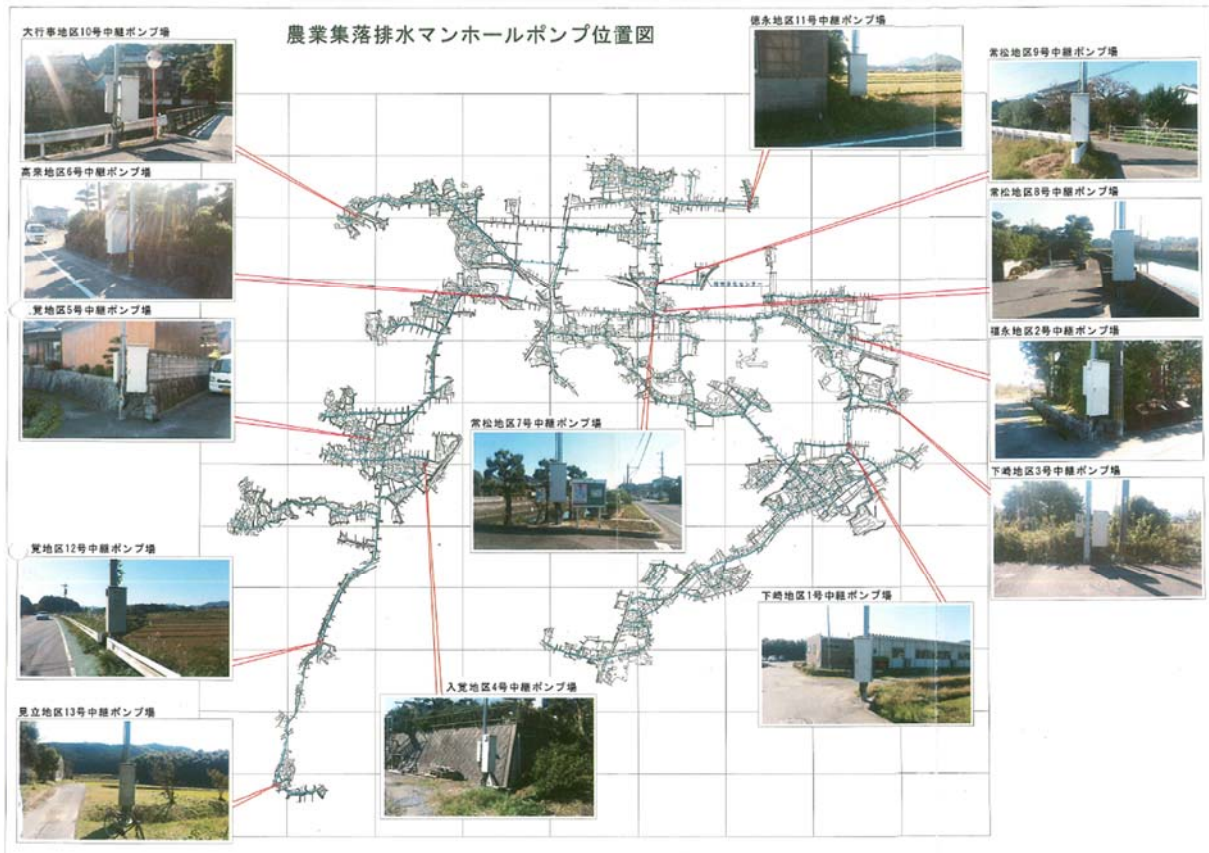 農業集落排水マンホールポンプ位置図
大行事地区10号中継ポンプ場
徳永地区11号中継ポンプ場
常松地区9号中継ポンプ場
高来地区6号中継ポンプ場
常松地区8号中継ポンプ場
覚地区5号中継ポンプ場
福永地区2号中継ポンプ場
常松地区7号中継ポンプ場
下崎地区3号中継ポンプ場
覚地区12号中継ポンプ場
下崎地区1号中継ポンプ場
入覚地区4号中継ポンプ場
見立地区13号中継ポンプ場